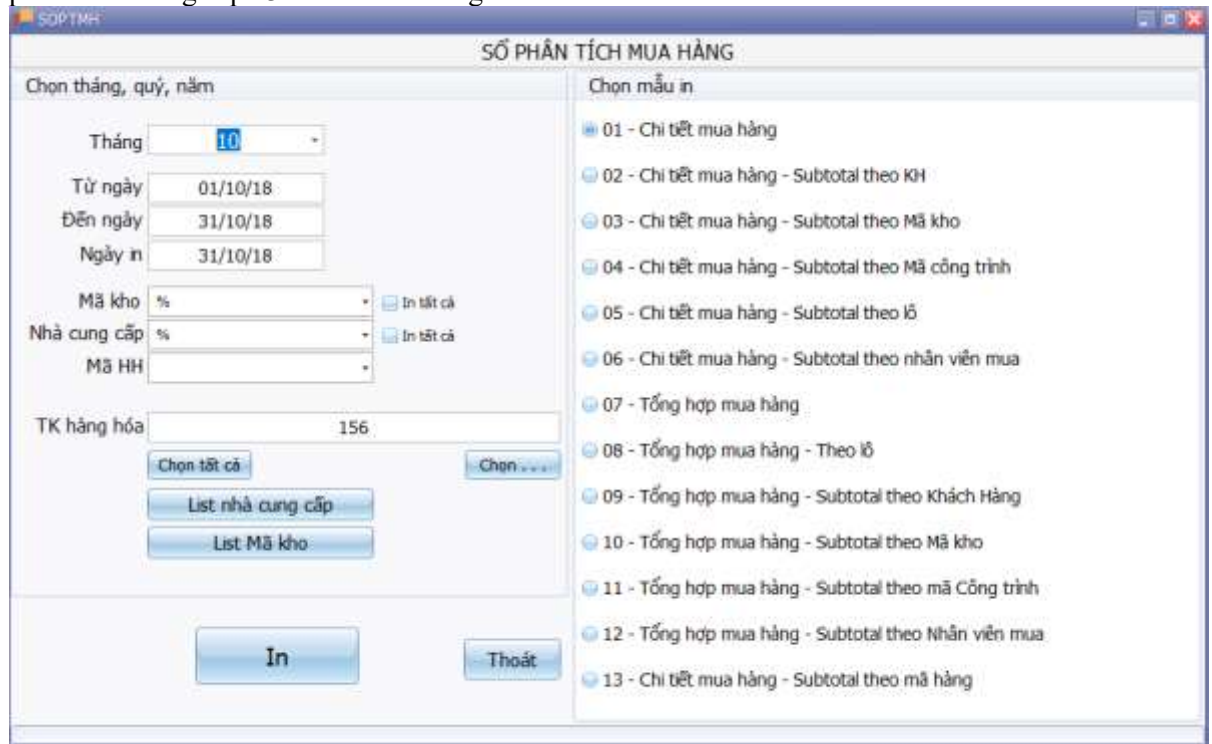 SOPTMH
SỔ PHÂN TÍCH MUA HÀNG
Chọn tháng, quý, năm
Tháng 10
Từ ngày 01/10/18
Đến ngày 31/10/18
Ngày in 31/10/18
Mã kho % In tất cả
Nhà cung cấp % In tất cả
Mã HH
TK hàng hóa 156
Chọn tất cả Chọn . . .
List nhà cung cấp
List Mã kho
In Thoát
Chọn mẫu in
01 - Chi tiết mua hàng
02 - Chi tiết mua hàng - Subtotal theo KH
03 - Chi tiết mua hàng - Subtotal theo Mã kho
04 - Chi tiết mua hàng - Subtotal theo Mã công trình
05 - Chi tiết mua hàng - Subtotal theo lô
06 - Chi tiết mua hàng - Subtotal theo nhân viên mua
07 - Tổng hợp mua hàng
08 - Tổng hợp mua hàng - Theo lô
09 - Tổng hợp mua hàng - Subtotal theo Khách Hàng
10 - Tổng hợp mua hàng - Subtotal theo Mã kho
11 - Tổng hợp mua hàng - Subtotal theo mã Công trình
12 - Tổng hợp mua hàng - Subtotal theo Nhân viên mua
13 - Chi tiết mua hàng - Subtotal theo mã hàng